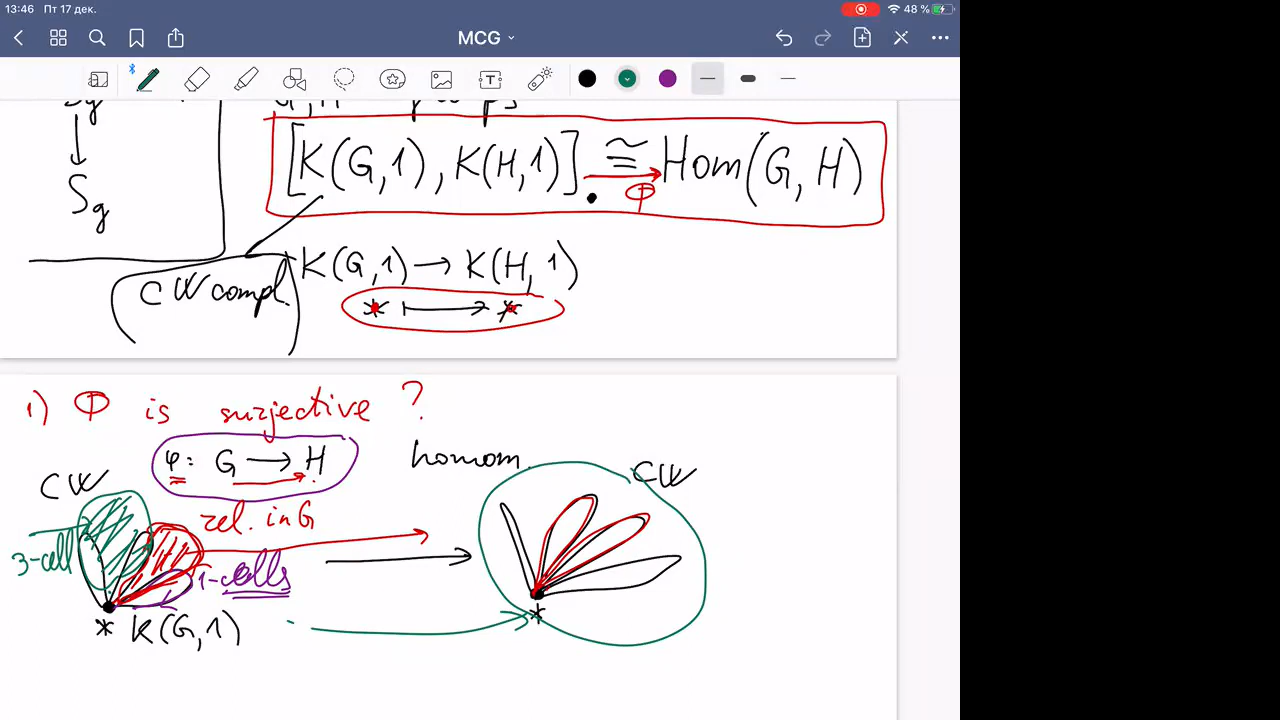 13:46 Пт 17 дек. 48 %
MCG
S_g
G, H
S_g
[K(G,1), K(H,1)]. ≅ Hom(G, H)
Φ
K(G,1) → K(H,1)
CW compl.
* ↦ *
1) Φ is surjective ?
φ: G → H homom.
CW CW
rel. in G
3-cell
1-cells
* K(G,1)
*